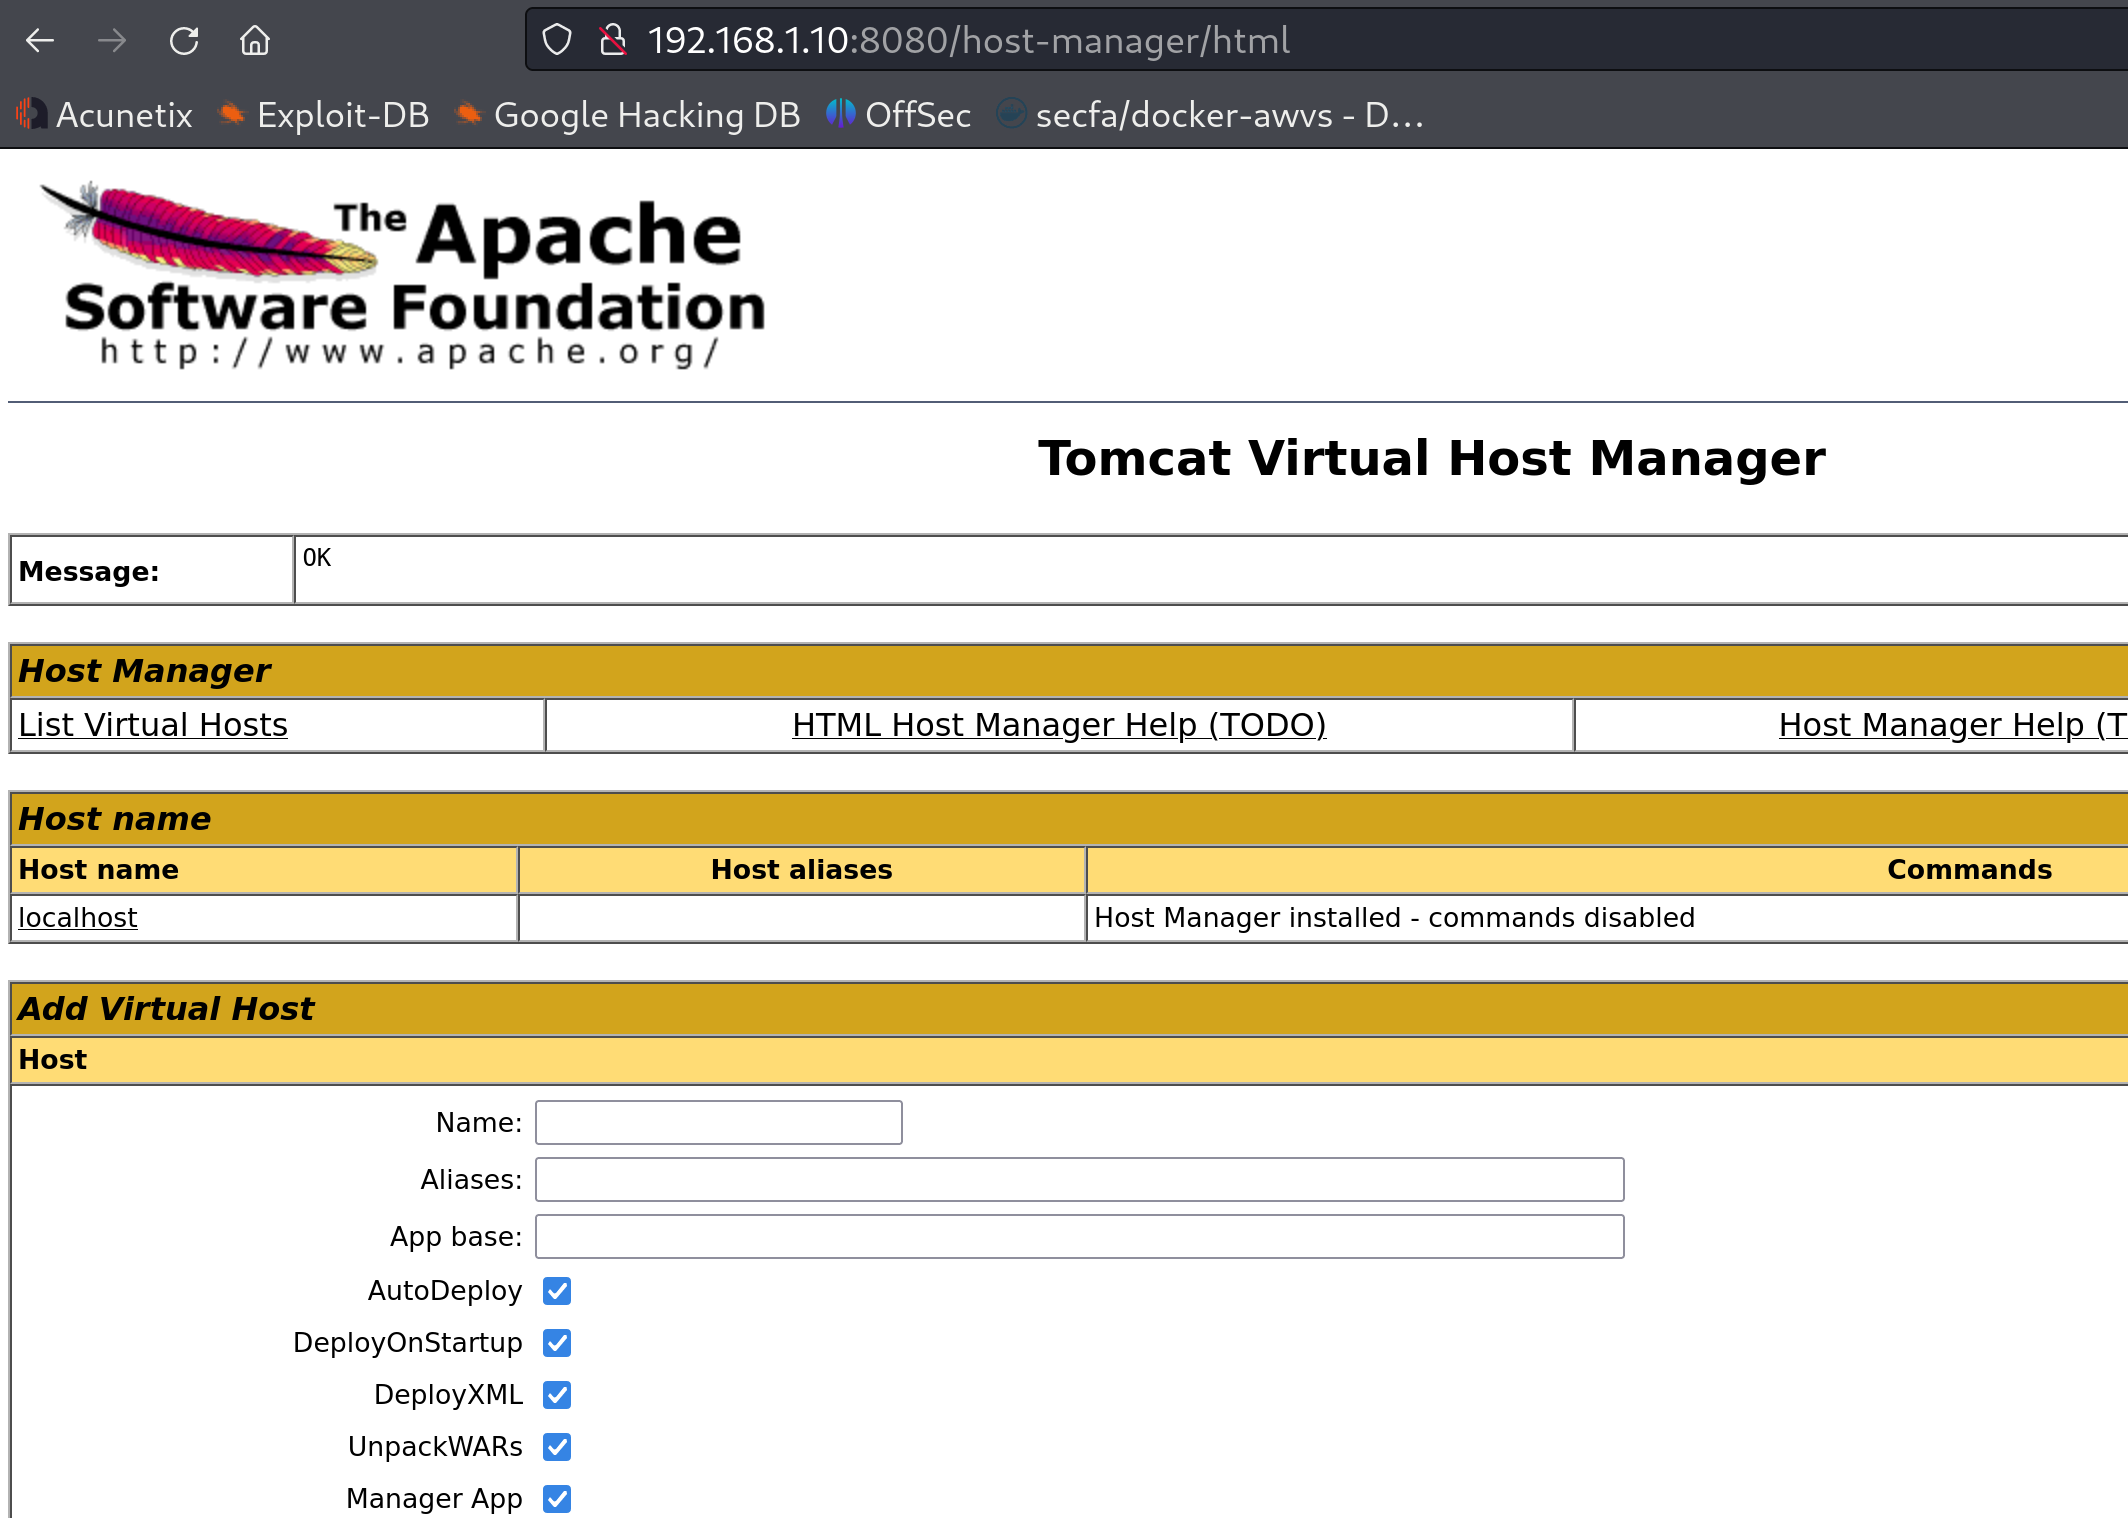 192.168.1.10:8080/host-manager/html
Acunetix Exploit-DB Google Hacking DB OffSec secfa/docker-awvs - D…
The Apache
Software Foundation
http://www.apache.org/
Tomcat Virtual Host Manager
Message: OK
Host Manager
List Virtual Hosts HTML Host Manager Help (TODO) Host Manager Help (T
Host name
Host name Host aliases Commands
localhost Host Manager installed - commands disabled
Add Virtual Host
Host
Name:
Aliases:
App base:
AutoDeploy
DeployOnStartup
DeployXML
UnpackWARs
Manager App